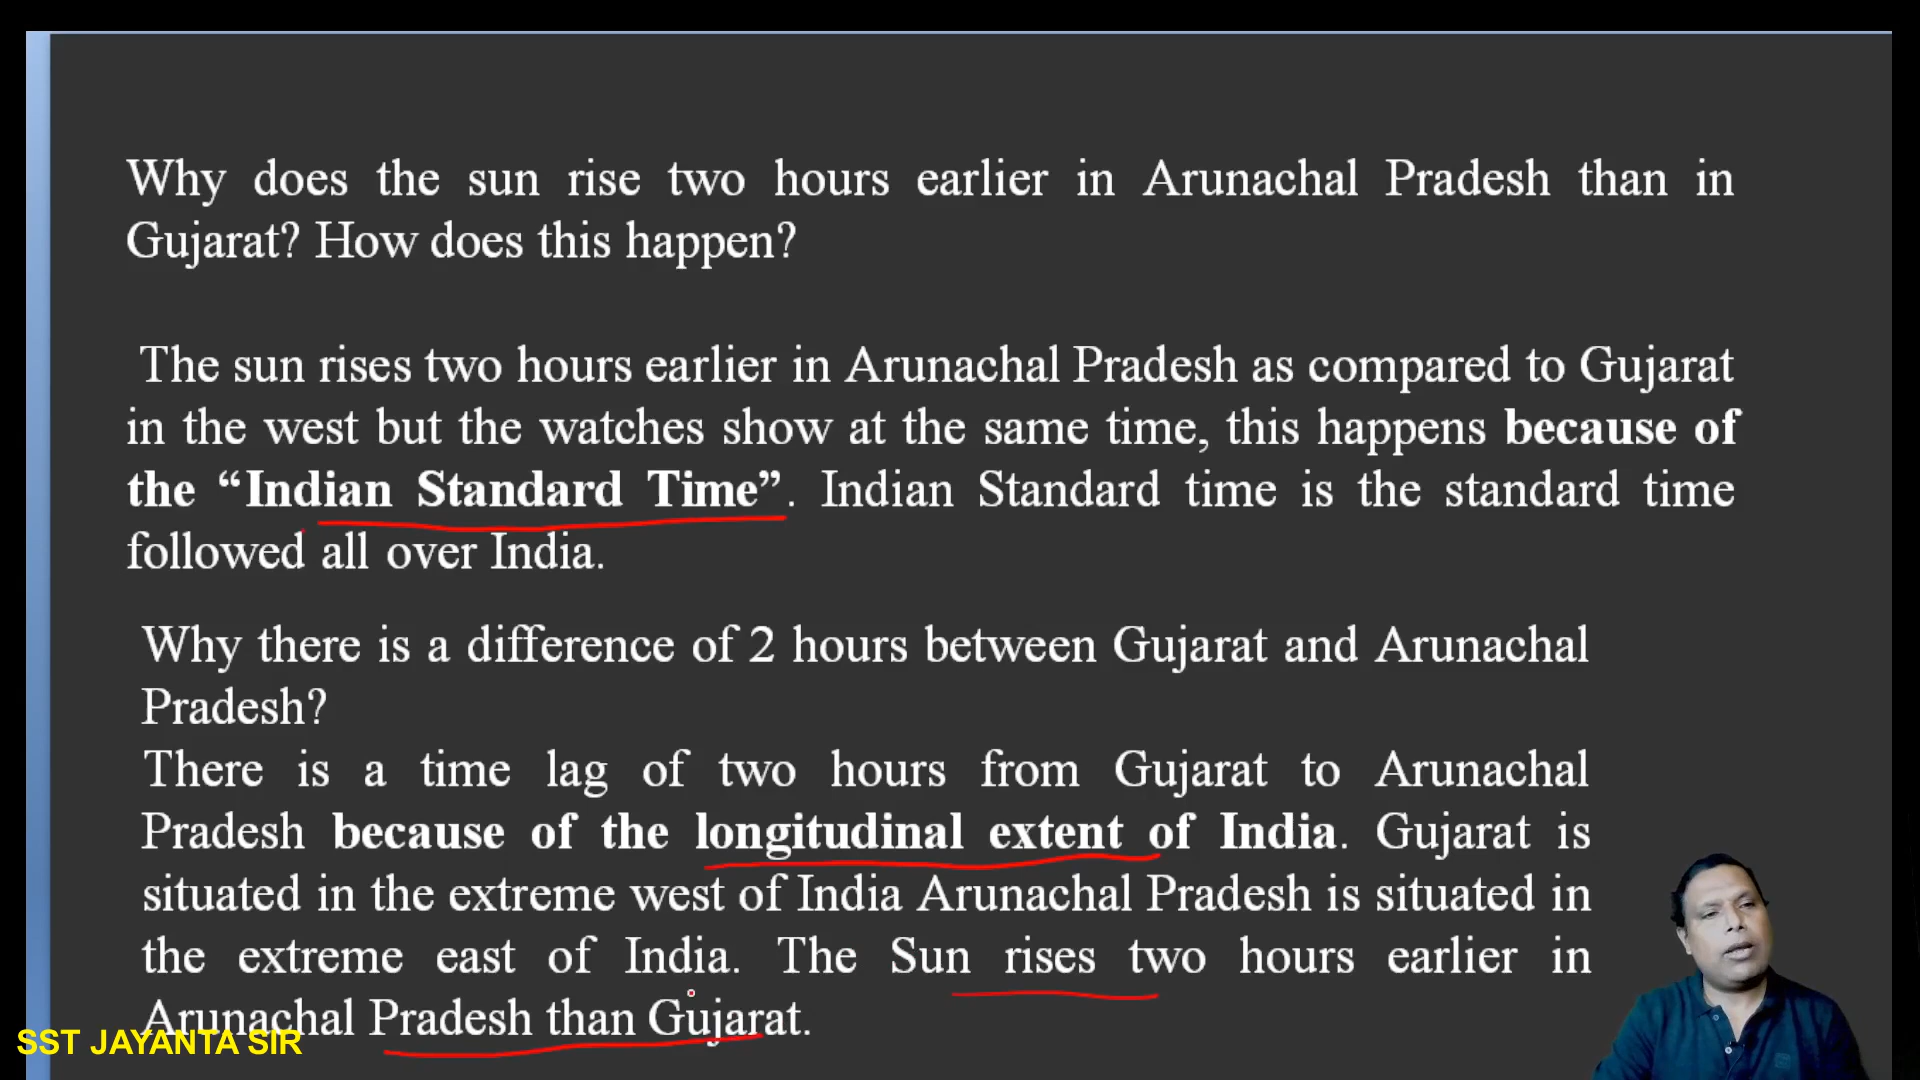 Why does the sun rise two hours earlier in Arunachal Pradesh than in
Gujarat? How does this happen?
The sun rises two hours earlier in Arunachal Pradesh as compared to Gujarat
in the west but the watches show at the same time, this happens because of
the “Indian Standard Time”. Indian Standard time is the standard time
followed all over India.
Why there is a difference of 2 hours between Gujarat and Arunachal
Pradesh?
There is a time lag of two hours from Gujarat to Arunachal
Pradesh because of the longitudinal extent of India. Gujarat is
situated in the extreme west of India Arunachal Pradesh is situated in
the extreme east of India. The Sun rises two hours earlier in
Arunachal Pradesh than Gujarat.
SST JAYANTA SIR